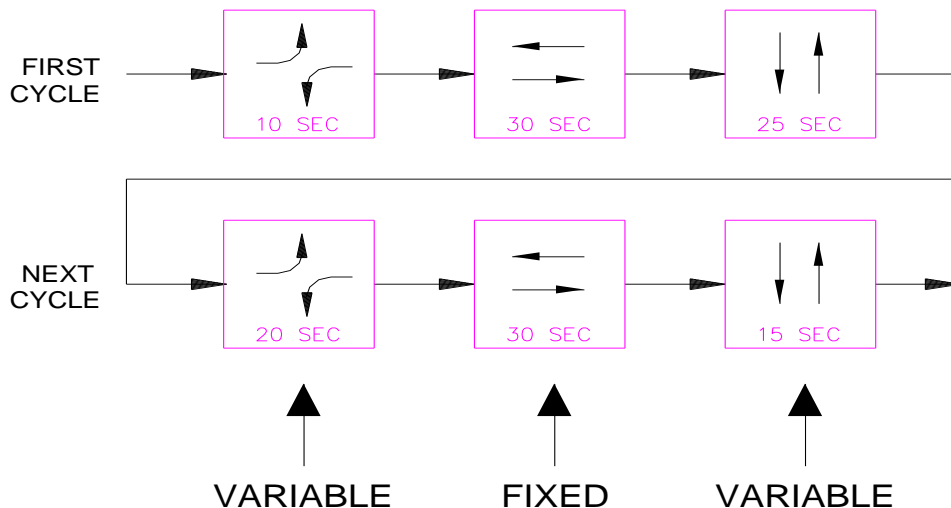 FIRST
CYCLE
10 SEC
30 SEC
25 SEC
NEXT
CYCLE
20 SEC
30 SEC
15 SEC
VARIABLE
FIXED
VARIABLE